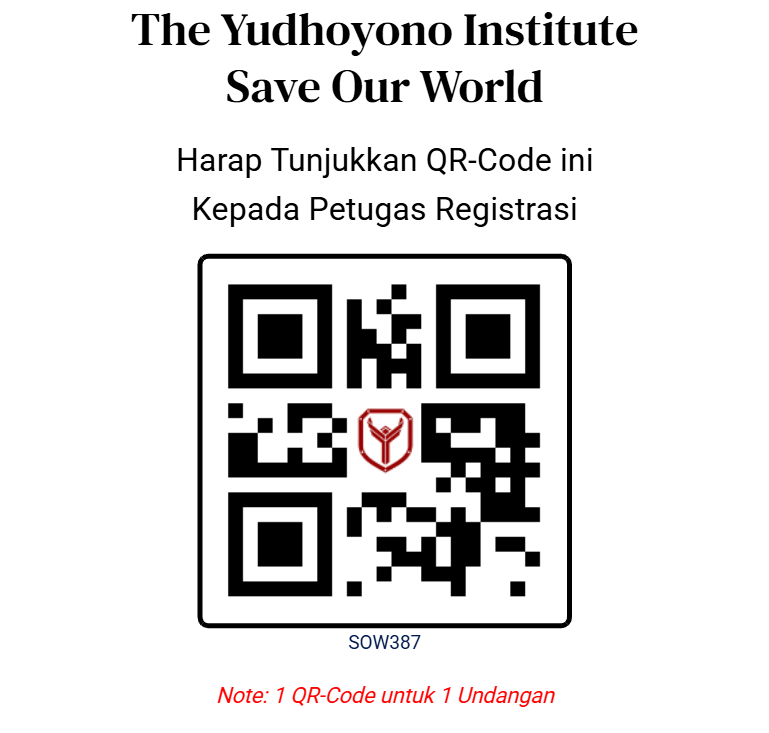 The Yudhoyono Institute
Save Our World
Harap Tunjukkan QR-Code ini
Kepada Petugas Registrasi
SOW387
Note: 1 QR-Code untuk 1 Undangan